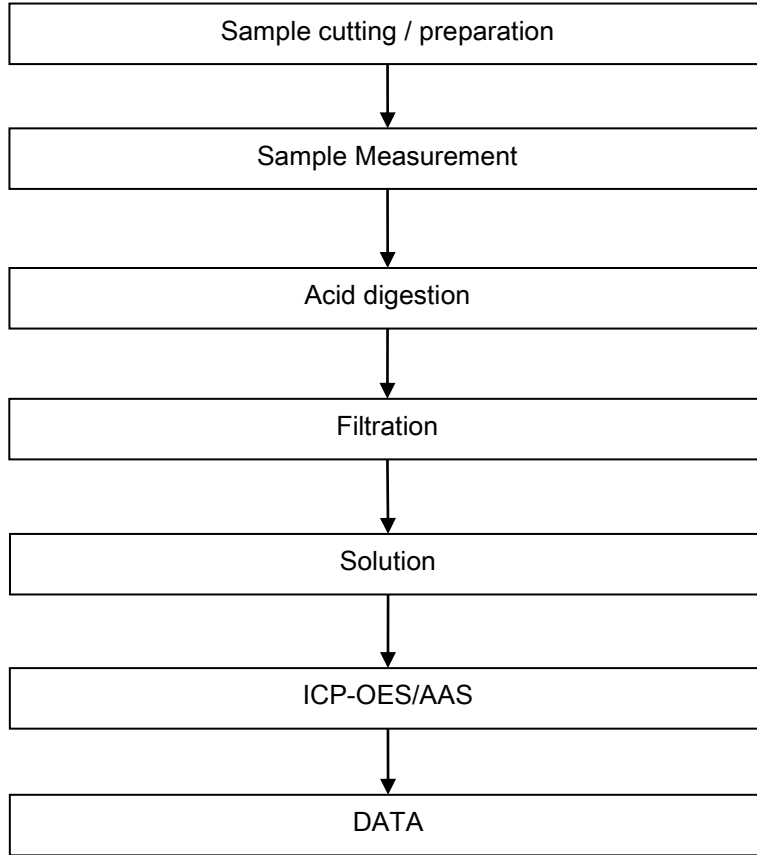 Sample cutting / preparation
Sample Measurement
Acid digestion
Filtration
Solution
ICP-OES/AAS
DATA